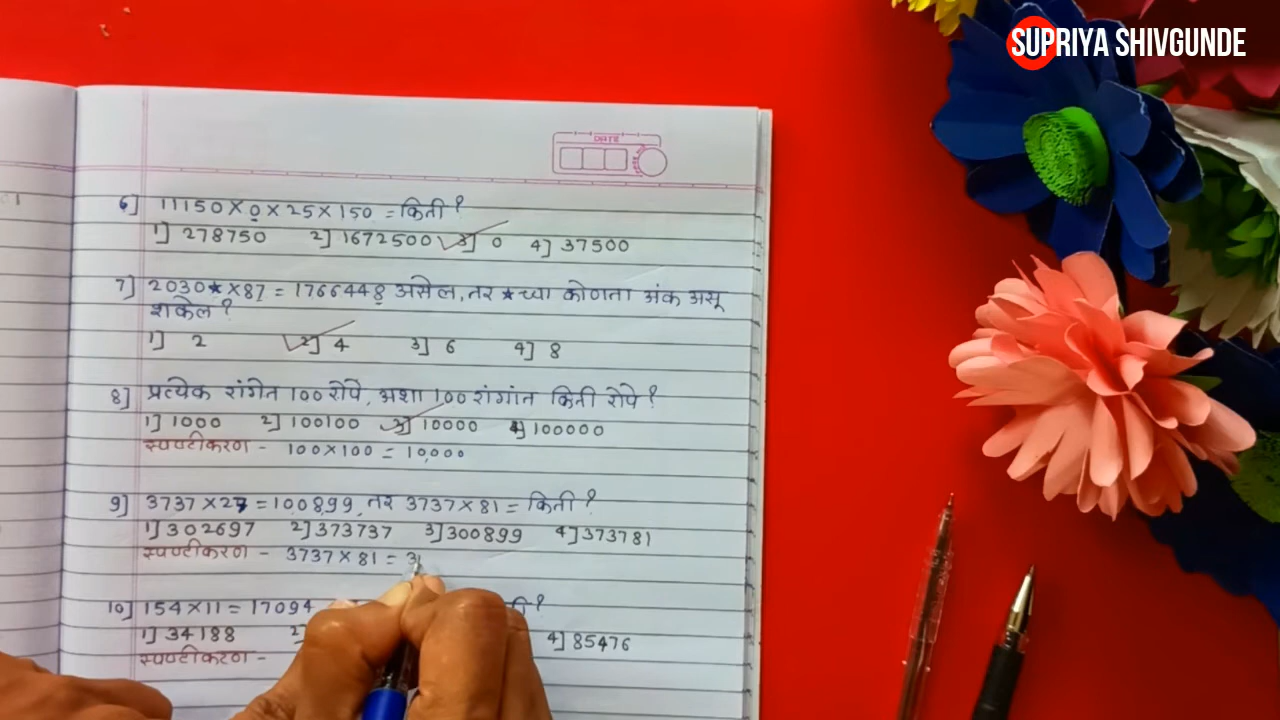 SUPRIYA SHIVGUNDE
DATE
6] 11150 × 0 × 25 × 150 = किती ?
1] 278750 2] 1672500 3] 0 4] 37500
7] 2030* × 87 = 1766448 असेल, तर * च्या कोणता अंक असू
शकेल ?
1] 2 2] 4 3] 6 4] 8
8] प्रत्येक रांगेत 100 रोपे, अशा 100 रांगांत किती रोपे ?
1] 1000 2] 100100 3] 10000 4] 100000
स्पष्टीकरण - 100 × 100 = 10,000
9] 3737 × 27 = 100899, तर 3737 × 81 = किती ?
1] 302697 2] 373737 3] 300899 4] 373781
स्पष्टीकरण - 3737 × 81 = 3
10] 154 × 11 = 17094
1] 34188 2] 4] 85476
स्पष्टीकरण -